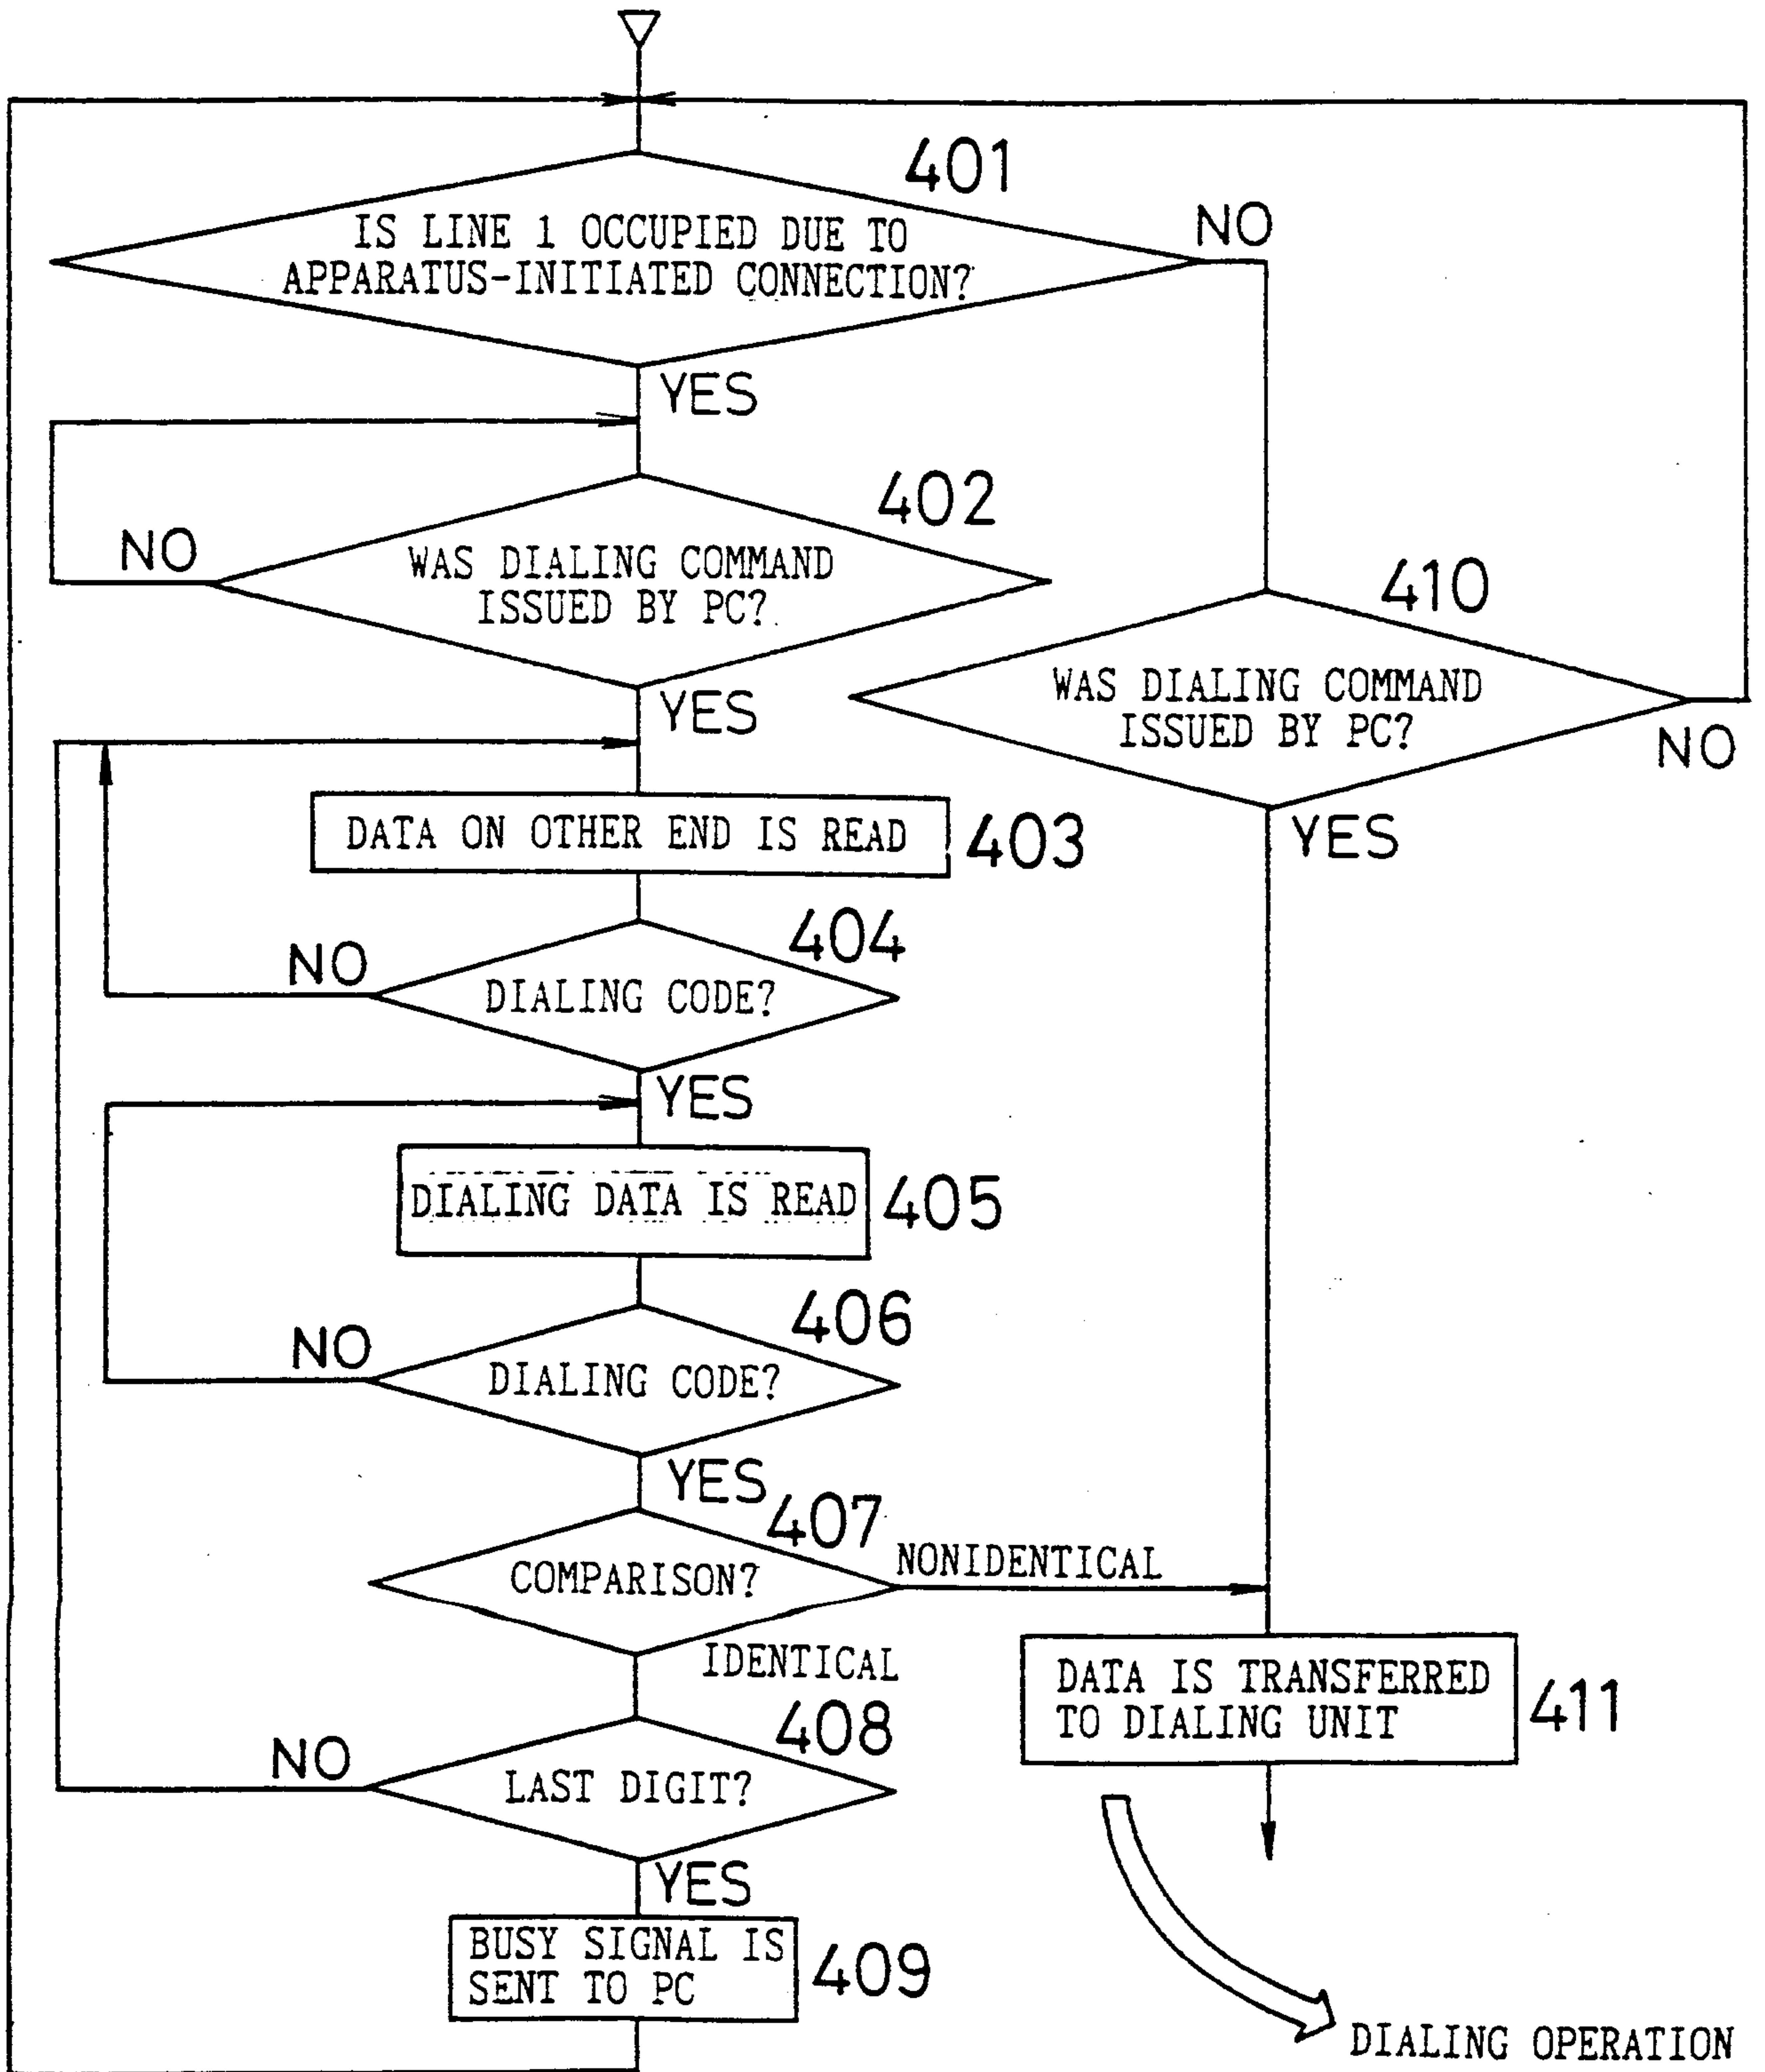 401
IS LINE 1 OCCUPIED DUE TO
APPARATUS-INITIATED CONNECTION?
NO
YES
402
WAS DIALING COMMAND
ISSUED BY PC?
NO
YES
410
WAS DIALING COMMAND
ISSUED BY PC?
NO
YES
DATA ON OTHER END IS READ
403
404
DIALING CODE?
NO
YES
DIALING DATA IS READ
405
406
DIALING CODE?
NO
YES
407
COMPARISON?
NONIDENTICAL
IDENTICAL
DATA IS TRANSFERRED
TO DIALING UNIT
411
408
LAST DIGIT?
NO
YES
BUSY SIGNAL IS
SENT TO PC
409
DIALING OPERATION